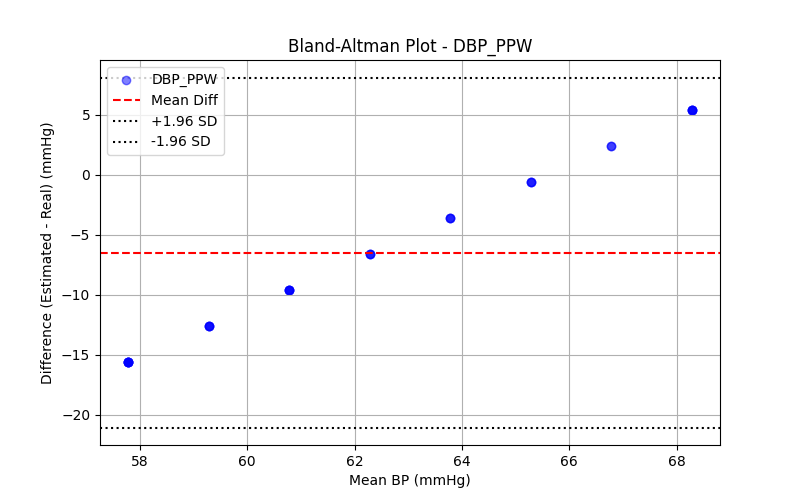 Bland-Altman Plot - DBP_PPW
DBP_PPW
Mean Diff
+1.96 SD
-1.96 SD
5
0
−5
−10
−15
−20
Difference (Estimated - Real) (mmHg)
58 60 62 64 66 68
Mean BP (mmHg)